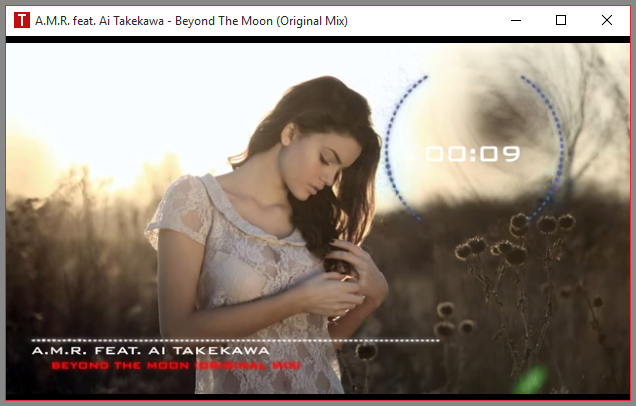 T A.M.R. feat. Ai Takekawa - Beyond The Moon (Original Mix)
00:09
A.M.R. FEAT. AI TAKEKAWA
BEYOND THE MOON (ORIGINAL MIX)